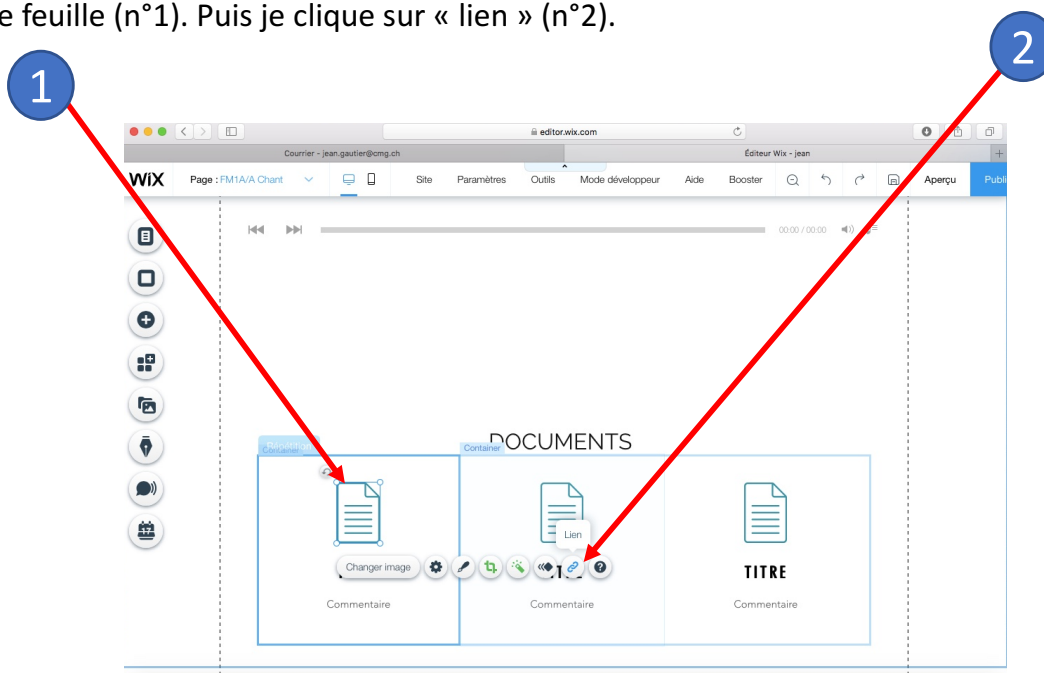 e feuille (n°1). Puis je clique sur « lien » (n°2).
1
2
editor.wix.com
Courrier - jean.gautier@cmg.ch
Éditeur Wix - jean
WiX Page : FM1A/A Chant Site Paramètres Outils Mode développeur Aide Booster Aperçu Publi
00:00 / 00:00
DOCUMENTS
Container
Container
Lien
Changer image
TITRE
Commentaire
Commentaire
Commentaire